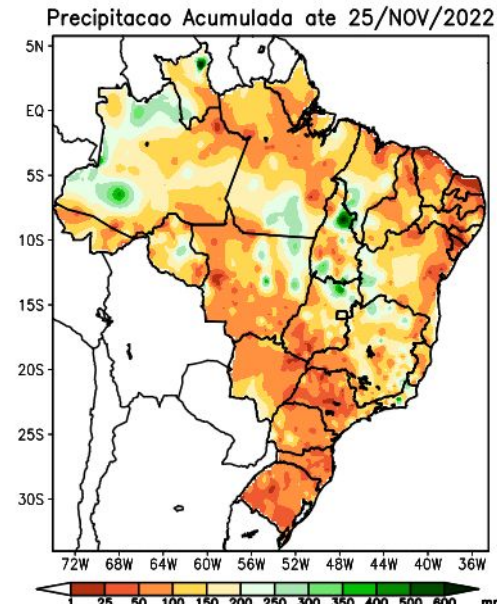 Precipitacao Acumulada ate 25/NOV/2022
5N
EQ
5S
10S
15S
20S
25S
30S
72W 68W 64W 60W 56W 52W 48W 44W 40W 36W
1 25 50 100 150 200 250 300 350 400 500 600 mm